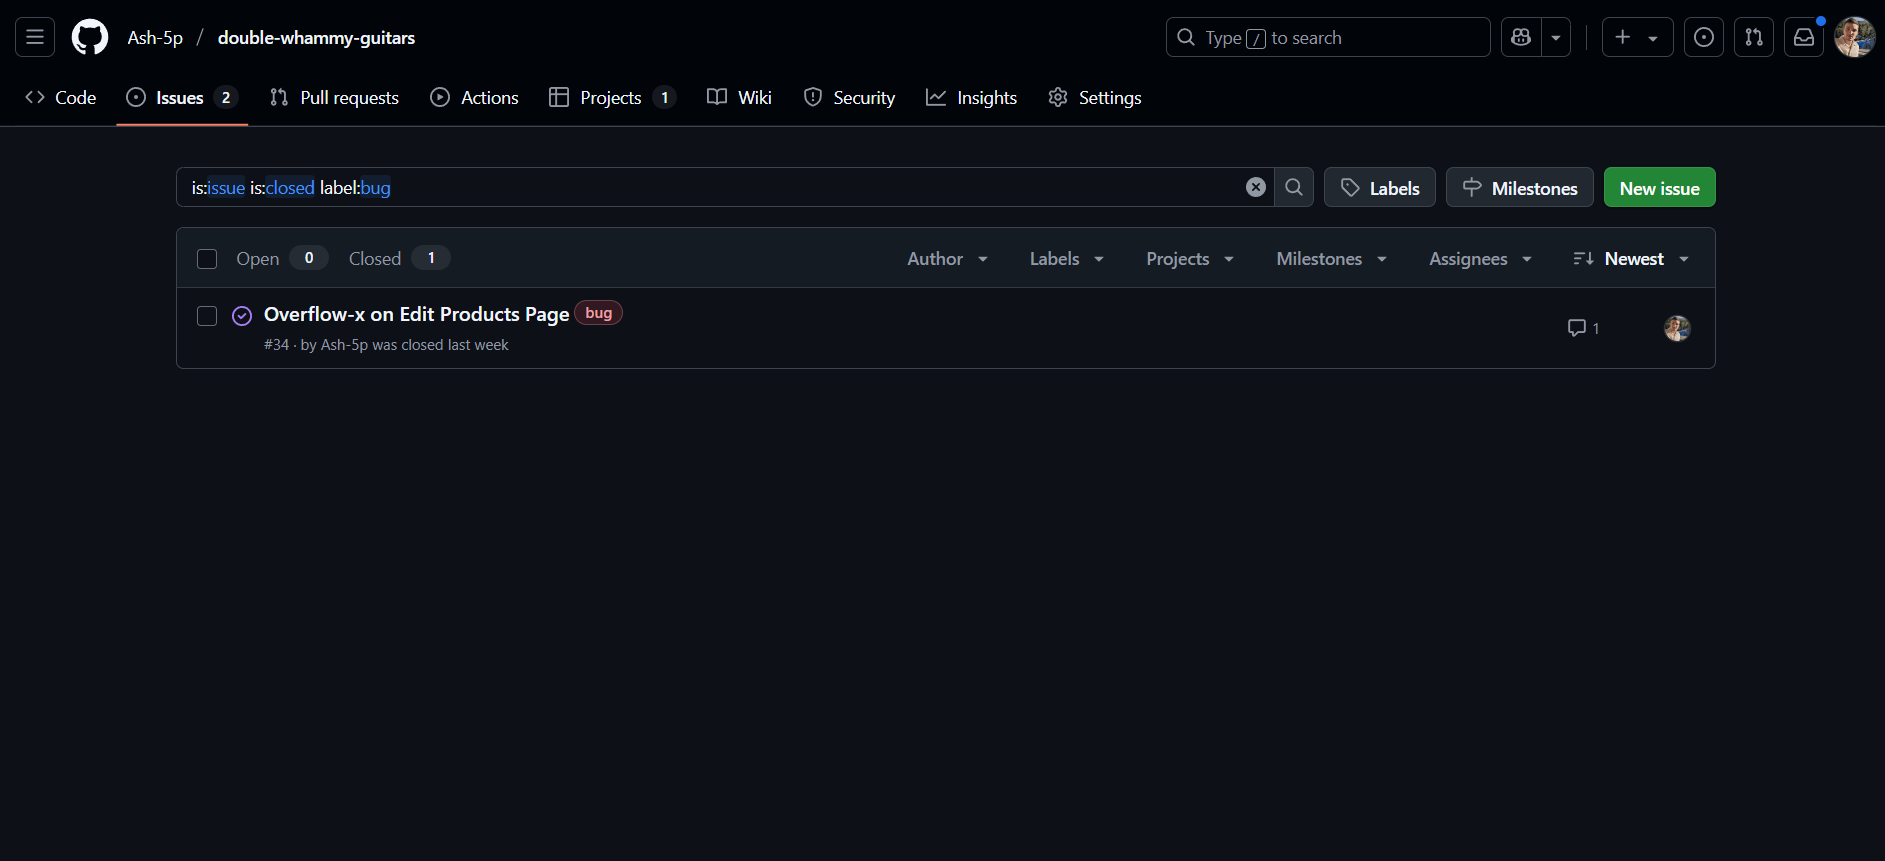 Ash-5p / double-whammy-guitars
Type / to search
Code
Issues 2
Pull requests
Actions
Projects 1
Wiki
Security
Insights
Settings
is:issue is:closed label:bug
Labels
Milestones
New issue
Open 0
Closed 1
Author
Labels
Projects
Milestones
Assignees
Newest
Overflow-x on Edit Products Page bug
1
#34 · by Ash-5p was closed last week